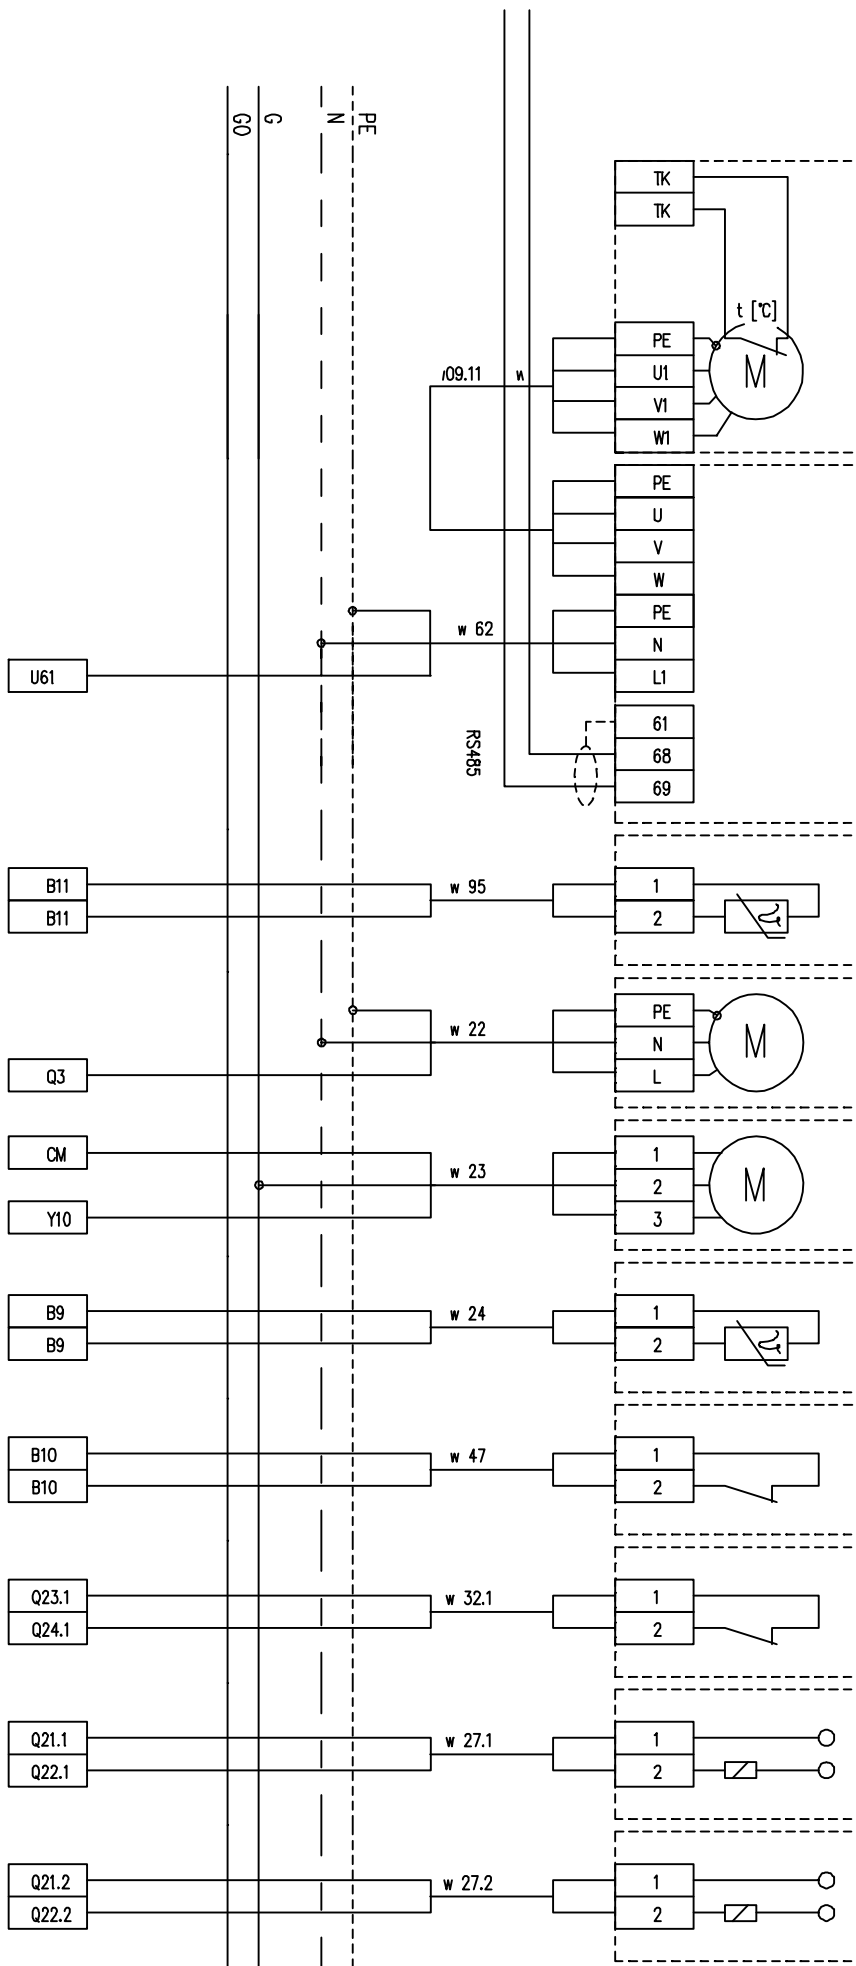 G0 G N PE
TK
TK
t [°C]
PE
U1
V1
W1
M
09.11
PE
U
V
W
PE
N
L1
w 62
U61
61
68
69
RS485
B11
B11
w 95
1
2
PE
N
L
M
w 22
Q3
CM
Y10
w 23
1
2
3
M
B9
B9
w 24
1
2
B10
B10
w 47
1
2
Q23.1
Q24.1
w 32.1
1
2
Q21.1
Q22.1
w 27.1
1
2
Q21.2
Q22.2
w 27.2
1
2